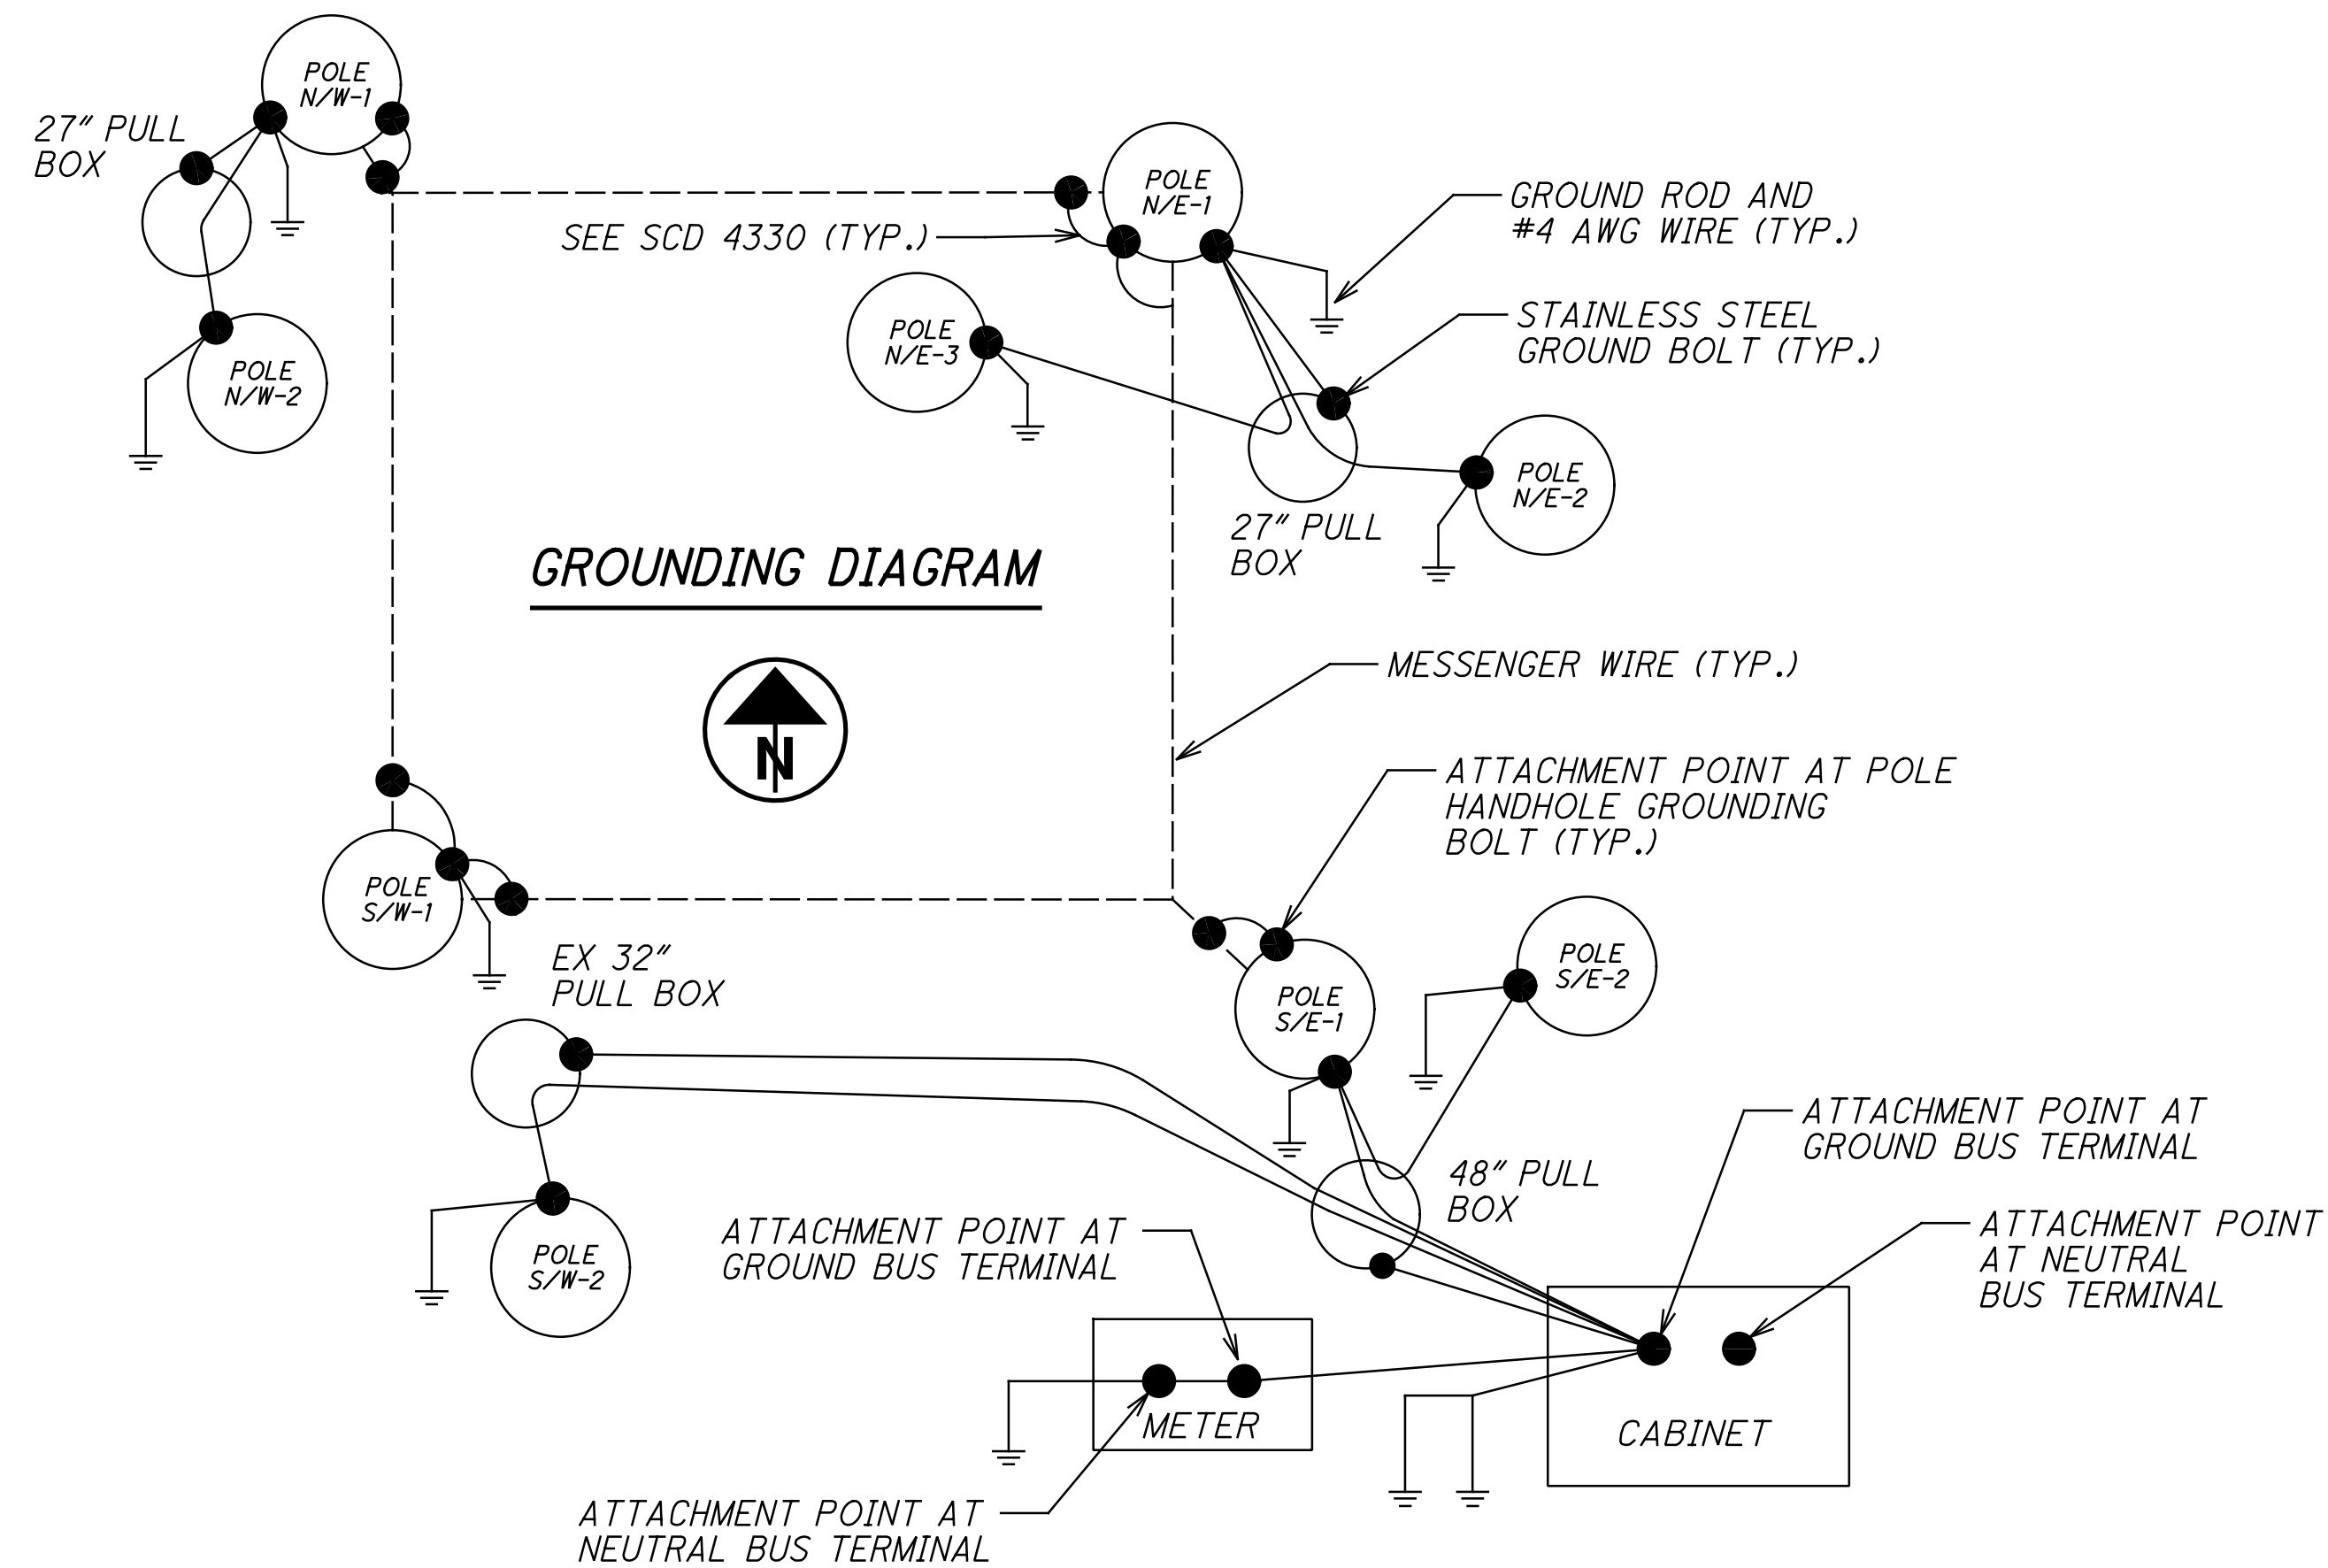 POLE
N/W-1
27" PULL
BOX
POLE
N/E-1
GROUND ROD AND
#4 AWG WIRE (TYP.)
SEE SCD 4330 (TYP.)
STAINLESS STEEL
GROUND BOLT (TYP.)
POLE
N/E-3
POLE
N/W-2
POLE
N/E-2
27" PULL
BOX
GROUNDING DIAGRAM
N
MESSENGER WIRE (TYP.)
ATTACHMENT POINT AT POLE
HANDHOLE GROUNDING
BOLT (TYP.)
POLE
S/W-1
EX 32"
PULL BOX
POLE
S/E-1
POLE
S/E-2
ATTACHMENT POINT AT
GROUND BUS TERMINAL
48" PULL
BOX
ATTACHMENT POINT AT
GROUND BUS TERMINAL
POLE
S/W-2
ATTACHMENT POINT
AT NEUTRAL
BUS TERMINAL
METER
CABINET
ATTACHMENT POINT AT
NEUTRAL BUS TERMINAL